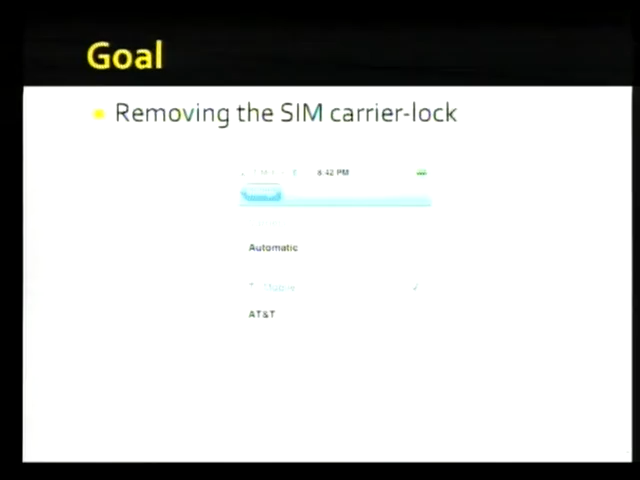 Goal
Removing the SIM carrier-lock
8:42 PM
Automatic
AT&T